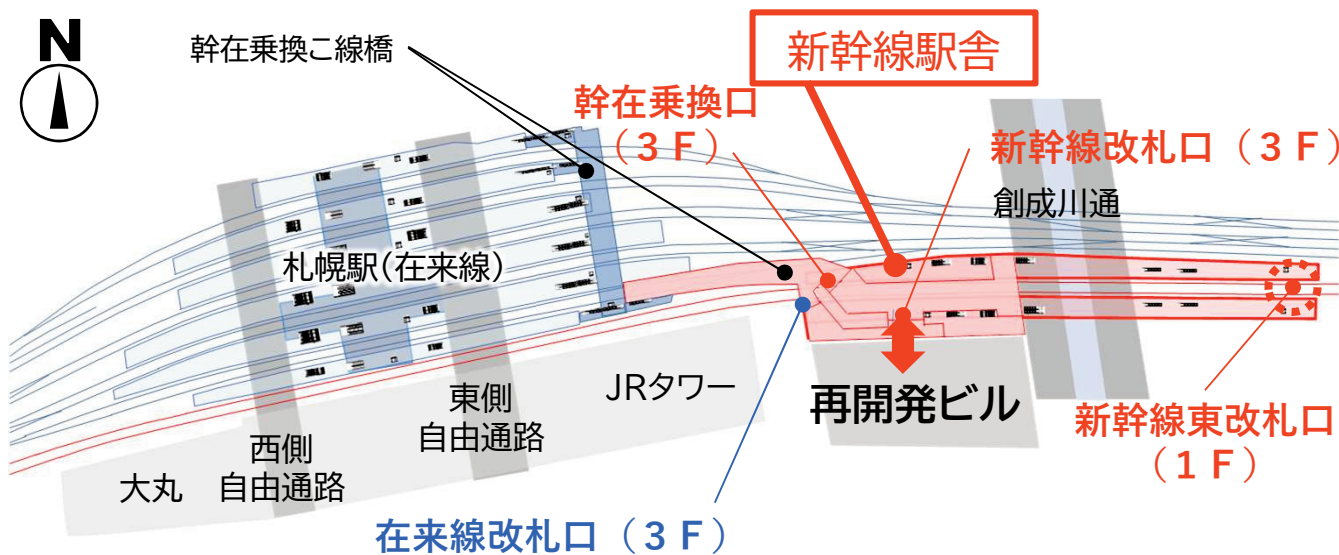 N
幹在乗換こ線橋
新幹線駅舎
幹在乗換口
（３Ｆ）
新幹線改札口（３Ｆ）
創成川通
札幌駅（在来線）
JRタワー
再開発ビル
東側
自由通路
新幹線東改札口
（１Ｆ）
西側
自由通路
大丸
在来線改札口（３Ｆ）